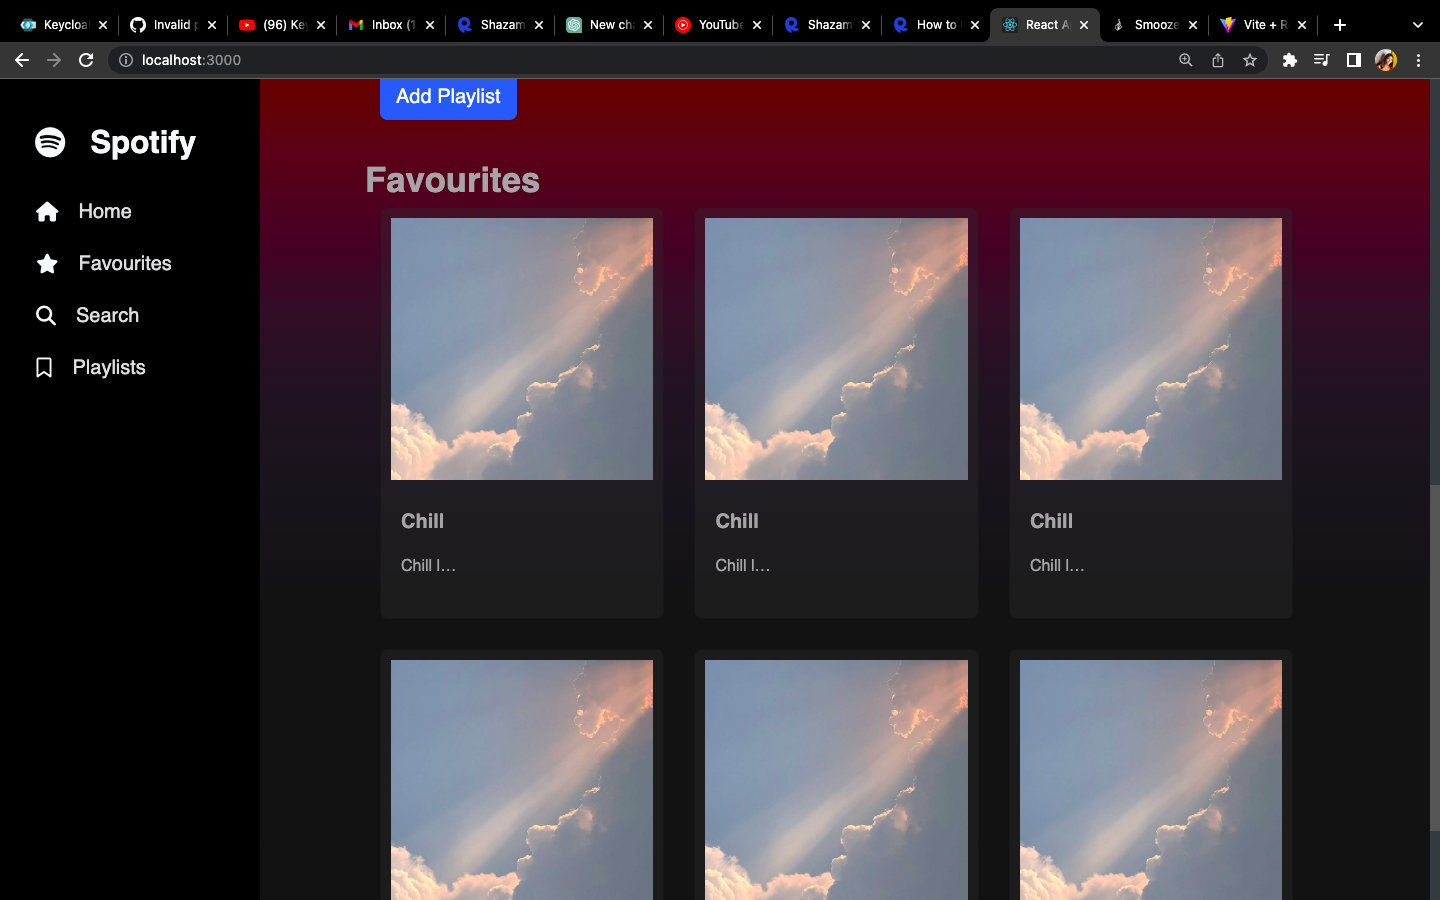 Keycloa
Invalid
(96) Ke
Inbox (1
Shazam
New ch
YouTube
Shazam
How to
React A
Smooze
Vite + R
localhost:3000
Add Playlist
Spotify
Home
Favourites
Search
Playlists
Favourites
Chill
Chill
Chill
Chill l...
Chill l...
Chill l...